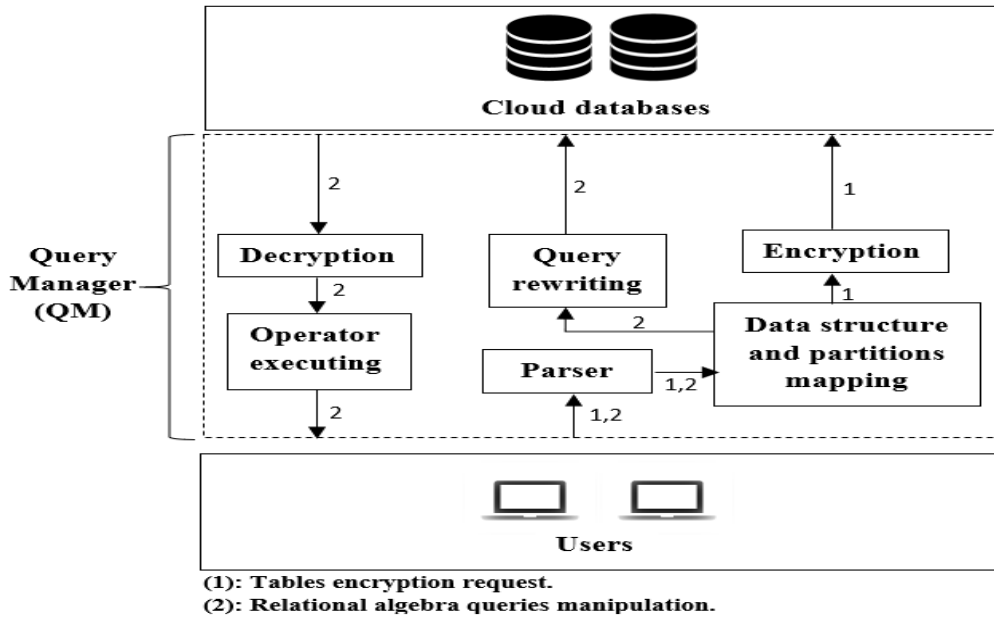 Cloud databases
2
2
1
Query
Manager
(QM)
Decryption
Query
rewriting
Encryption
2
1
Operator
executing
2
Data structure
and partitions
mapping
Parser
1,2
2
1,2
Users
(1): Tables encryption request.
(2): Relational algebra queries manipulation.